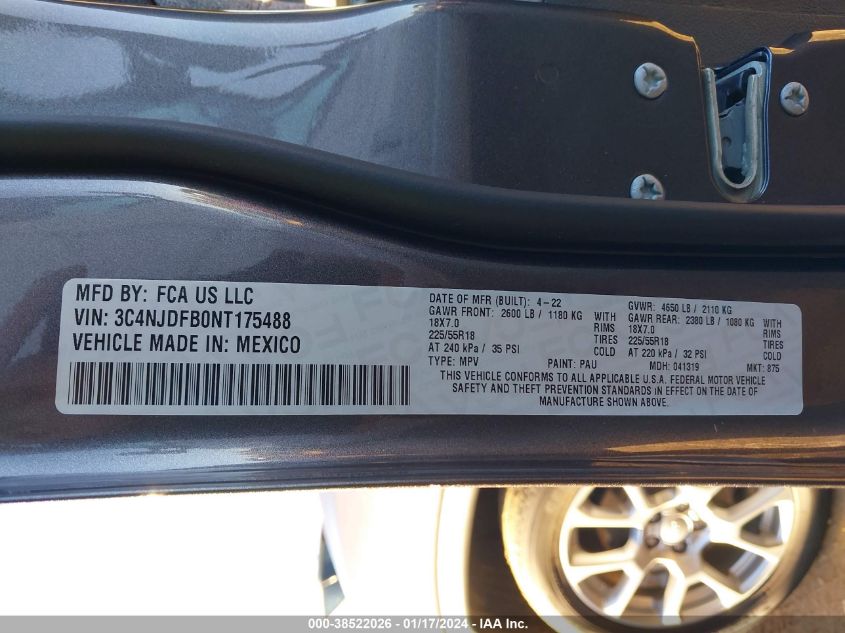 MFD BY: FCA US LLC
VIN: 3C4NJDFB0NT175488
VEHICLE MADE IN: MEXICO
DATE OF MFR (BUILT): 4-22
GAWR FRONT: 2600 LB / 1180 KG WITH
18X7.0 RIMS
225/55R18 TIRES
AT 240 kPa / 35 PSI COLD
TYPE: MPV PAINT: PAU
GVWR: 4650 LB / 2110 KG
GAWR REAR: 2380 LB / 1080 KG WITH
18X7.0 RIMS
225/55R18 TIRES
AT 220 kPa / 32 PSI COLD
MDH: 041319 MKT: 875
THIS VEHICLE CONFORMS TO ALL APPLICABLE U.S.A. FEDERAL MOTOR VEHICLE
SAFETY AND THEFT PREVENTION STANDARDS IN EFFECT ON THE DATE OF
MANUFACTURE SHOWN ABOVE.
000-38522026 - 01/17/2024 - IAA Inc.